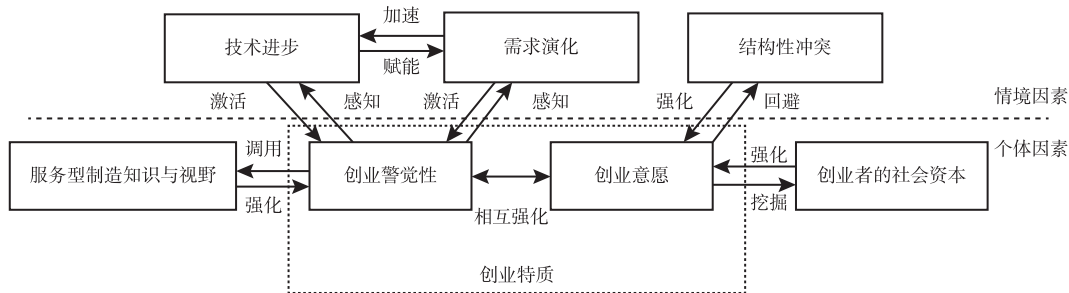 加速
技术进步
需求演化
结构性冲突
赋能
激活
感知
激活
感知
强化
回避
情境因素
个体因素
调用
强化
服务型制造知识与视野
创业警觉性
创业意愿
创业者的社会资本
强化
相互强化
挖掘
创业特质